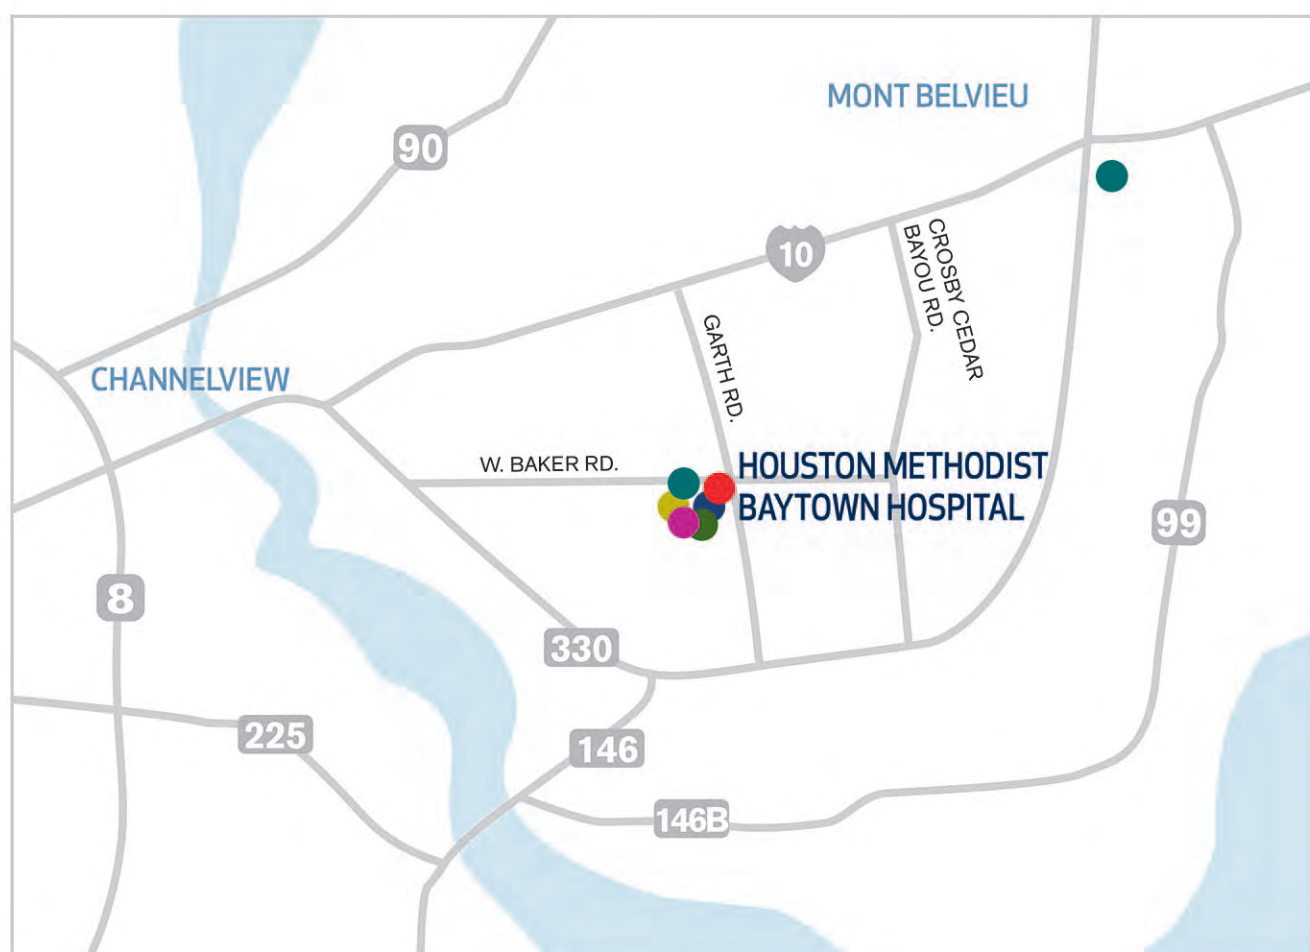 MONT BELVIEU
90
10
CROSBY CEDAR
BAYOU RD.
GARTH RD.
CHANNELVIEW
W. BAKER RD.
HOUSTON METHODIST
BAYTOWN HOSPITAL
99
8
330
225
146
146B